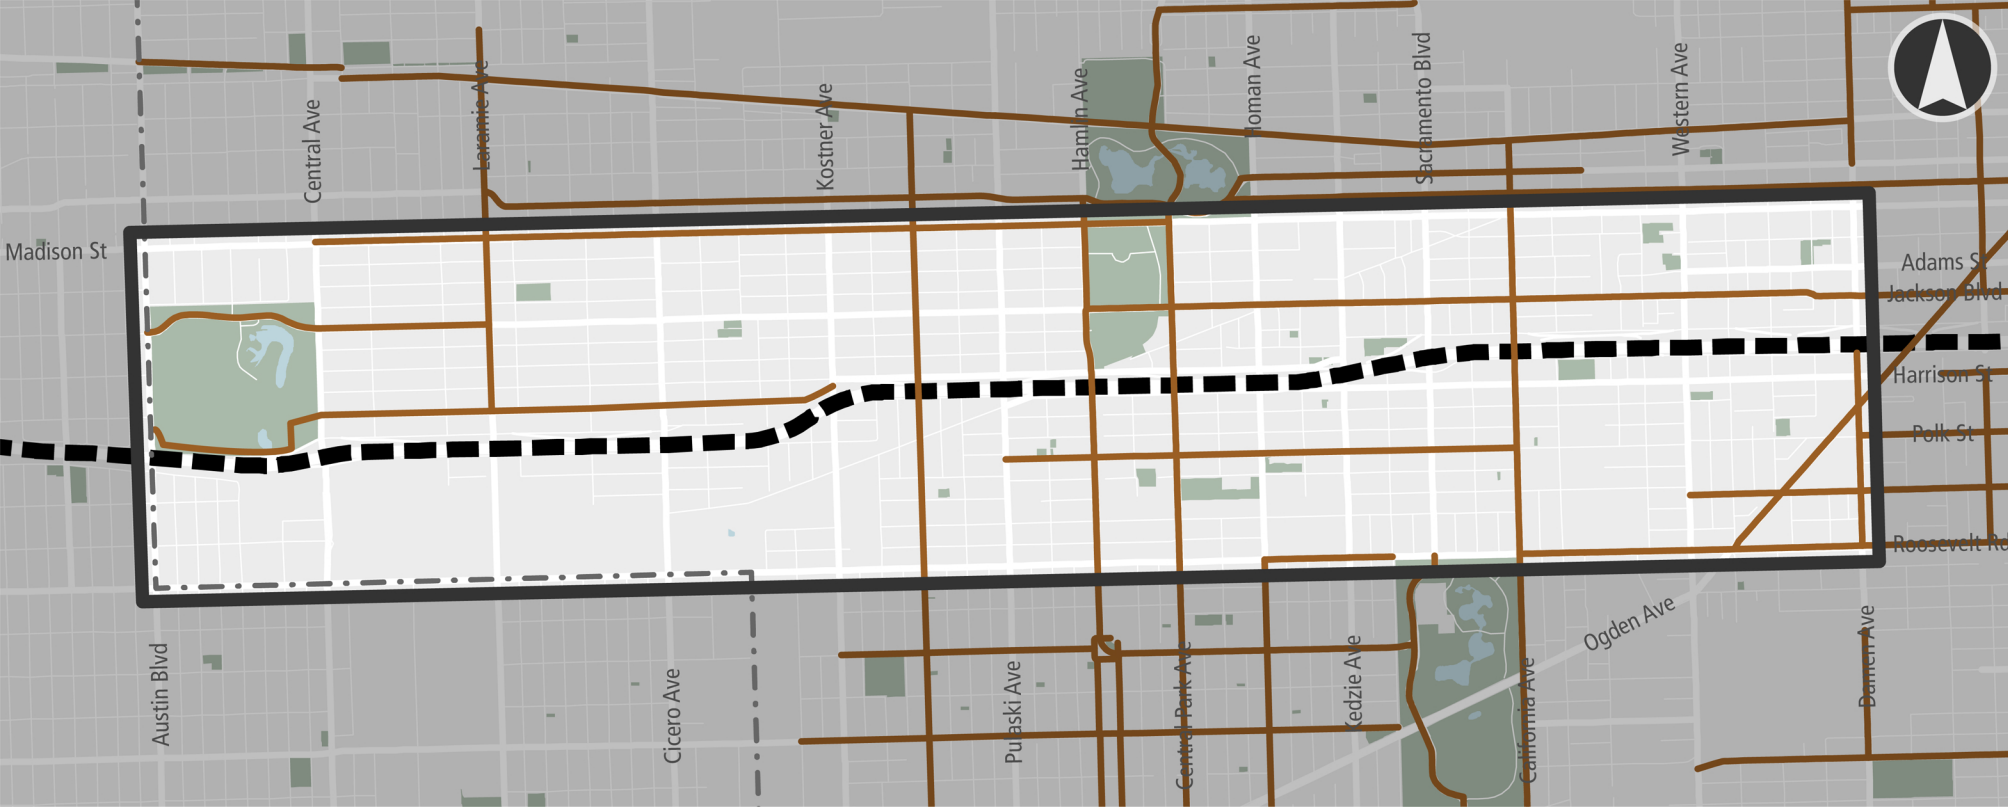 Central Ave
Laramie Ave
Kostner Ave
Hamlin Ave
Homan Ave
Sacramento Blvd
Western Ave
Madison St
Adams St
Jackson Blvd
Harrison St
Polk St
Roosevelt Rd
Austin Blvd
Cicero Ave
Pulaski Ave
Central Park Ave
Kedzie Ave
California Ave
Ogden Ave
Damen Ave